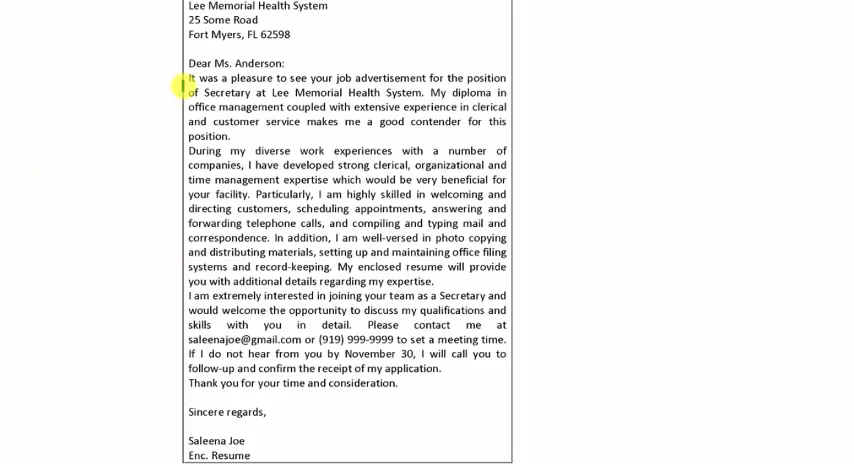 Lee Memorial Health System
25 Some Road
Fort Myers, FL 62598
Dear Ms. Anderson:
It was a pleasure to see your job advertisement for the position
of Secretary at Lee Memorial Health System. My diploma in
office management coupled with extensive experience in clerical
and customer service makes me a good contender for this
position.
During my diverse work experiences with a number of
companies, I have developed strong clerical, organizational and
time management expertise which would be very beneficial for
your facility. Particularly, I am highly skilled in welcoming and
directing customers, scheduling appointments, answering and
forwarding telephone calls, and compiling and typing mail and
correspondence. In addition, I am well-versed in photo copying
and distributing materials, setting up and maintaining office filing
systems and record-keeping. My enclosed resume will provide
you with additional details regarding my expertise.
I am extremely interested in joining your team as a Secretary and
would welcome the opportunity to discuss my qualifications and
skills with you in detail. Please contact me at
saleenajoe@gmail.com or (919) 999-9999 to set a meeting time.
If I do not hear from you by November 30, I will call you to
follow-up and confirm the receipt of my application.
Thank you for your time and consideration.
Sincere regards,
Saleena Joe
Enc. Resume